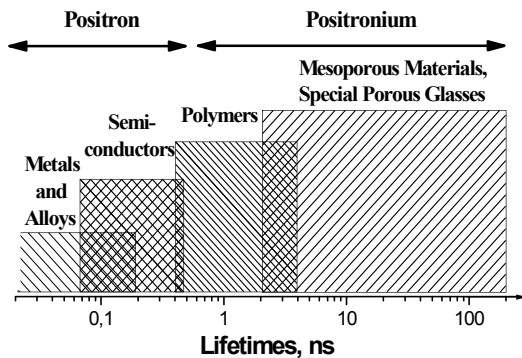 Positron
Positronium
Mesoporous Materials,
Special Porous Glasses
Polymers
Semi-
conductors
Metals
and
Alloys
0,1
1
10
100
Lifetimes, ns